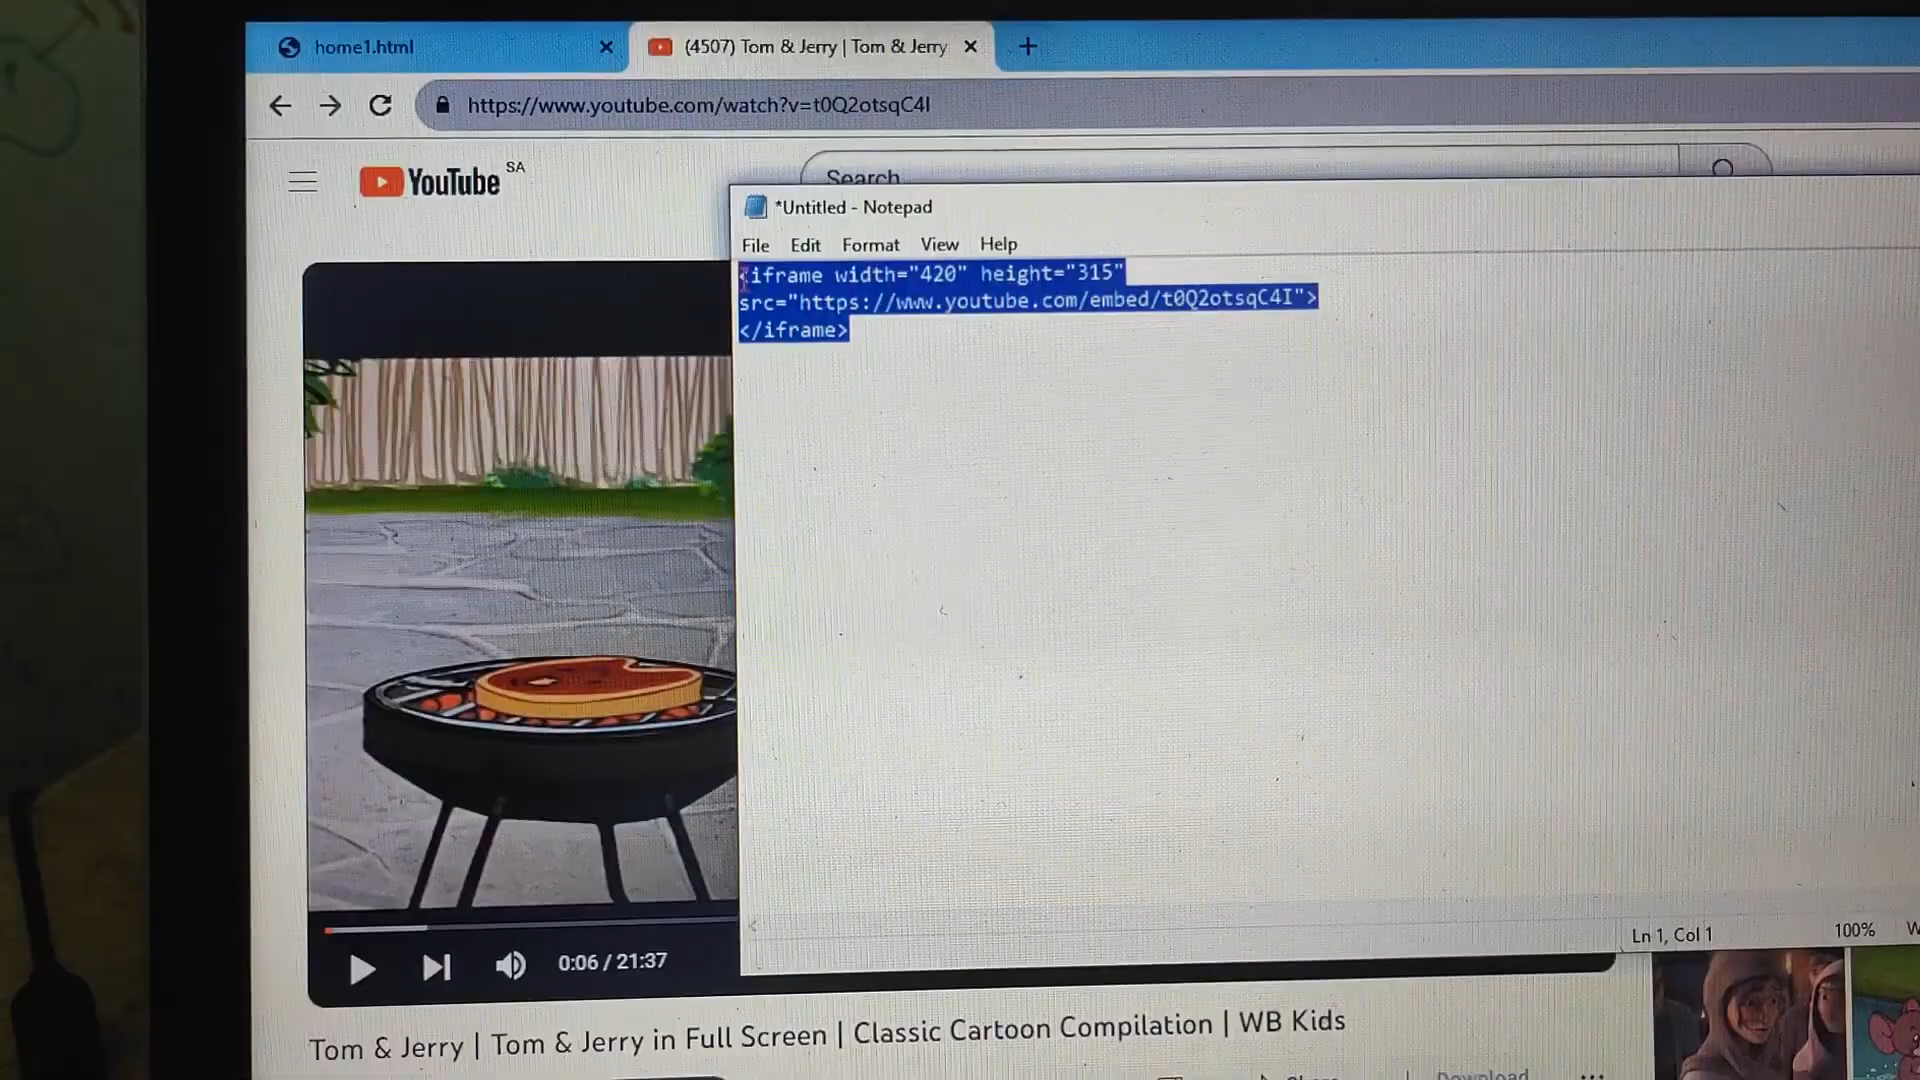 home1.html
(4507) Tom & Jerry | Tom & Jerry
https://www.youtube.com/watch?v=t0Q2otsqC4I
YouTube SA
Search
*Untitled - Notepad
File Edit Format View Help
<iframe width="420" height="315"
src="https://www.youtube.com/embed/t0Q2otsqC4I">
</iframe>
Ln 1, Col 1 100% W
0:06 / 21:37
Tom & Jerry | Tom & Jerry in Full Screen | Classic Cartoon Compilation | WB Kids
Download